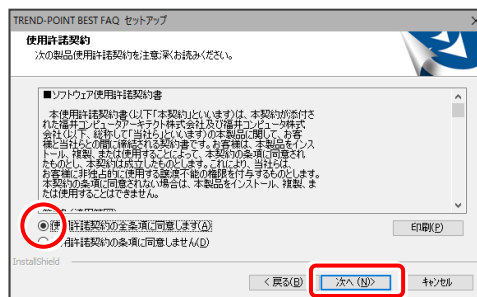 TREND-POINT BEST FAQ セットアップ
使用許諾契約
次の製品使用許諾契約を注意深くお読みください。
■ソフトウェア使用許諾契約書
本使用許諾契約書(以下「本契約」といいます)は、本契約が添付さ
れた福井コンピュータアーキテクト株式会社及び福井コンピュータ株式
会社(以下、総称して「当社ら」といいます)の本製品に関して、お客
様と当社らとの間に締結される契約書です。お客様は、本製品をインス
トール、複製、または使用することによって、本契約の条項に同意され
たものとし、本契約は成立したものとします。これにより、当社らは、
お客様に非独占的に使用する譲渡不能の権限を付与するものとします。
本契約の条項に同意されない場合は、本製品をインストール、複製、ま
たは使用することはできません。
使用許諾契約の全条項に同意します(A)
印刷(P)
用許諾契約の条項に同意しません(D)
InstallShield
< 戻る(B)
次へ (N)>
キャンセル